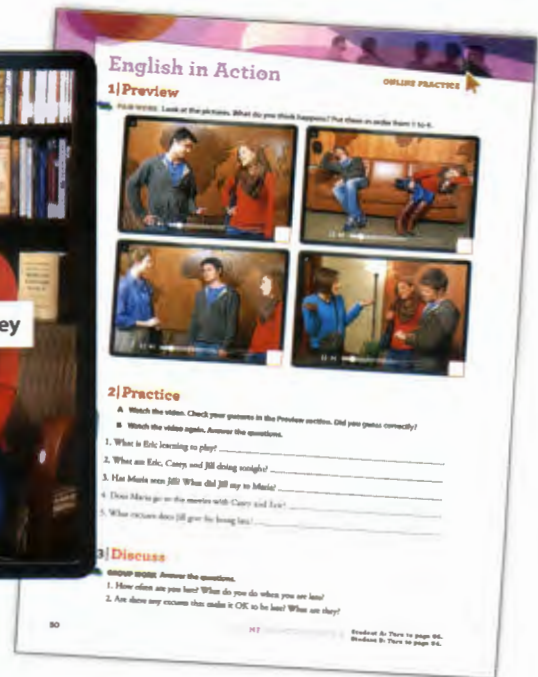 ey
English in Action
ONLINE PRACTICE
1|Preview
PAIR WORK Look at the pictures. What do you think happens? Put them in order from 1 to 4.
2|Practice
A Watch the video. Check your guesses in the Preview section. Did you guess correctly?
B Watch the video again. Answer the questions.
1. What is Eric learning to play?
2. What are Eric, Casey, and Jill doing tonight?
3. Has Maria seen Jill? What did Jill say to Maria?
4. Does Maria go to the movies with Casey and Eric?
5. What excuses does Jill give for being late?
3|Discuss
GROUP WORK Answer the questions.
1. How often are you late? What do you do when you are late?
2. Are there any excuses that make it OK to be late? What are they?
50
Student A: Turn to page
Student B: Turn to page